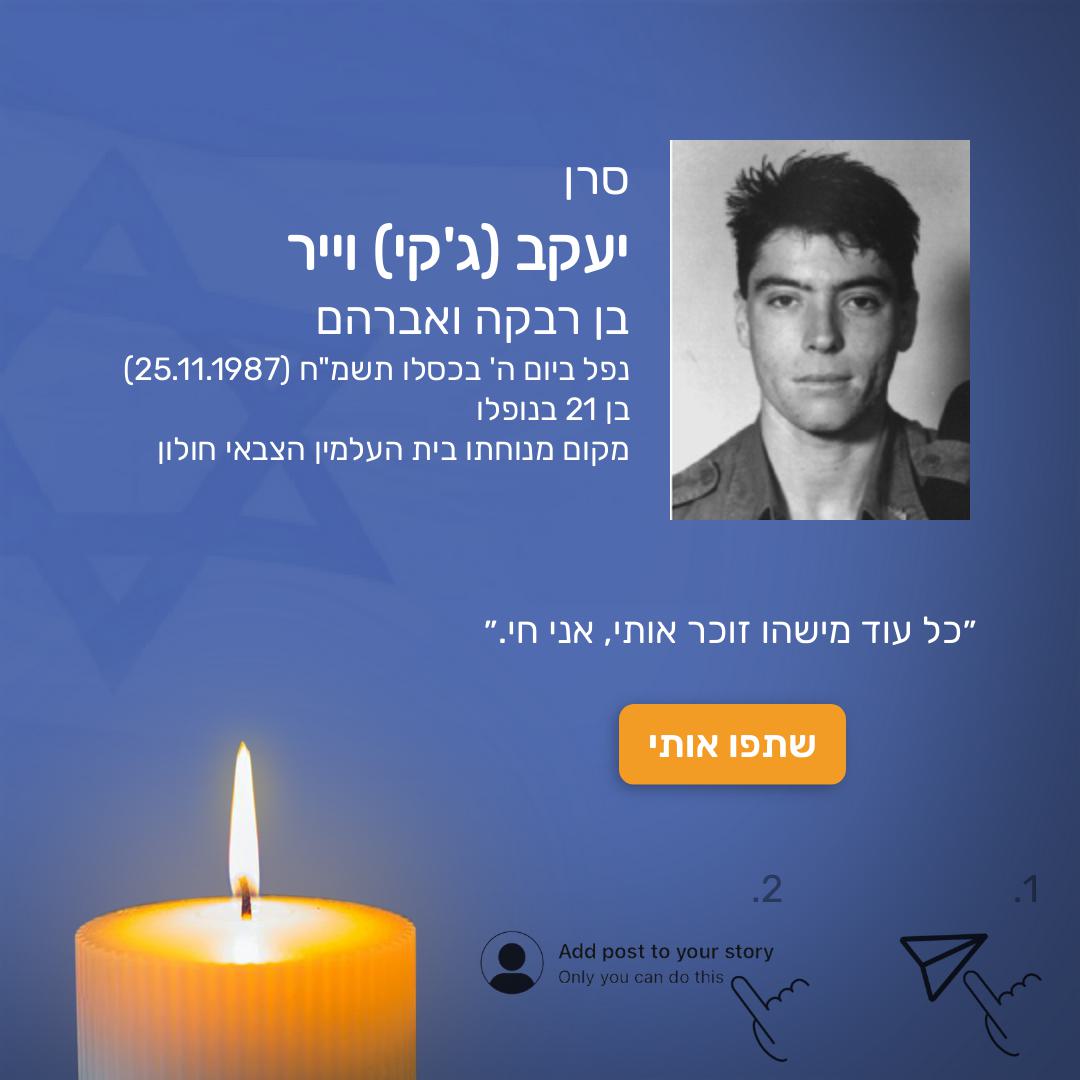 סרן
יעקב (ג'קי) וייר
בן רבקה ואברהם
נפל ביום ה' בכסלו תשמ"ח (25.11.1987)
בן 21 בנופלו
מקום מנוחתו בית העלמין הצבאי חולון
״כל עוד מישהו זוכר אותי, אני חי.״
שתפו אותי
.1
.2
Add post to your story
Only you can do this